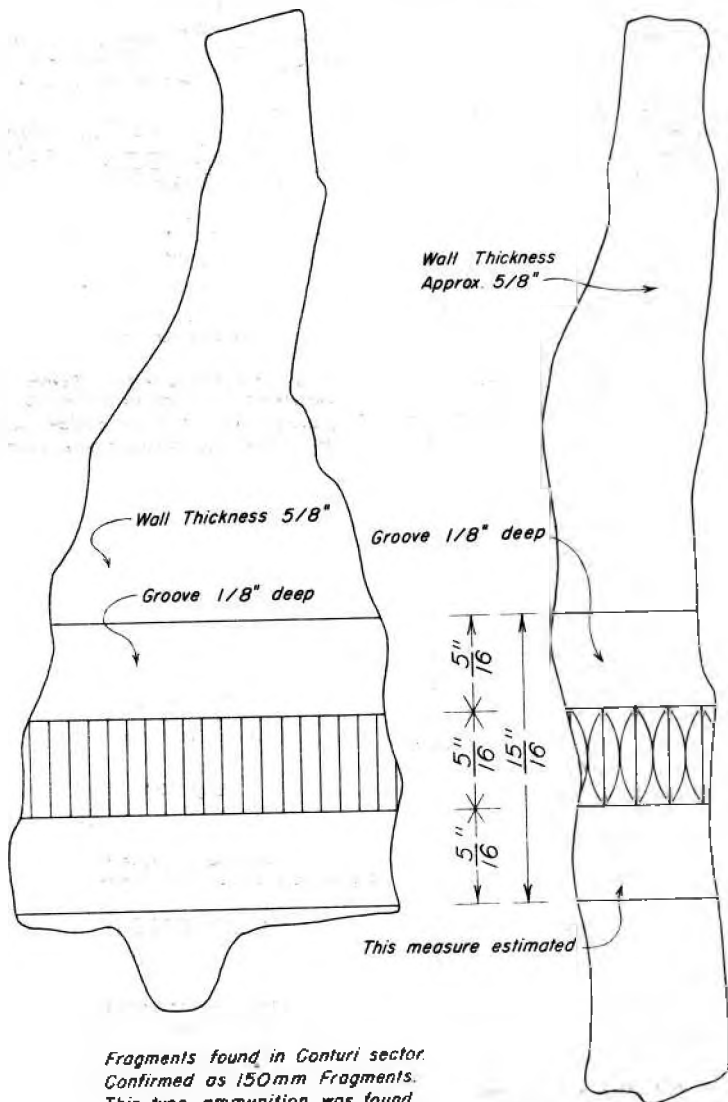 Wall Thickness
Approx. 5/8"
Wall Thickness 5/8"
Groove 1/8" deep
Groove 1/8" deep
5"
16
5"
16
15"
16
5"
16
This measure estimated
Fragments found in Conturi sector.
Confirmed as 150mm Fragments.
This type ammunition was found